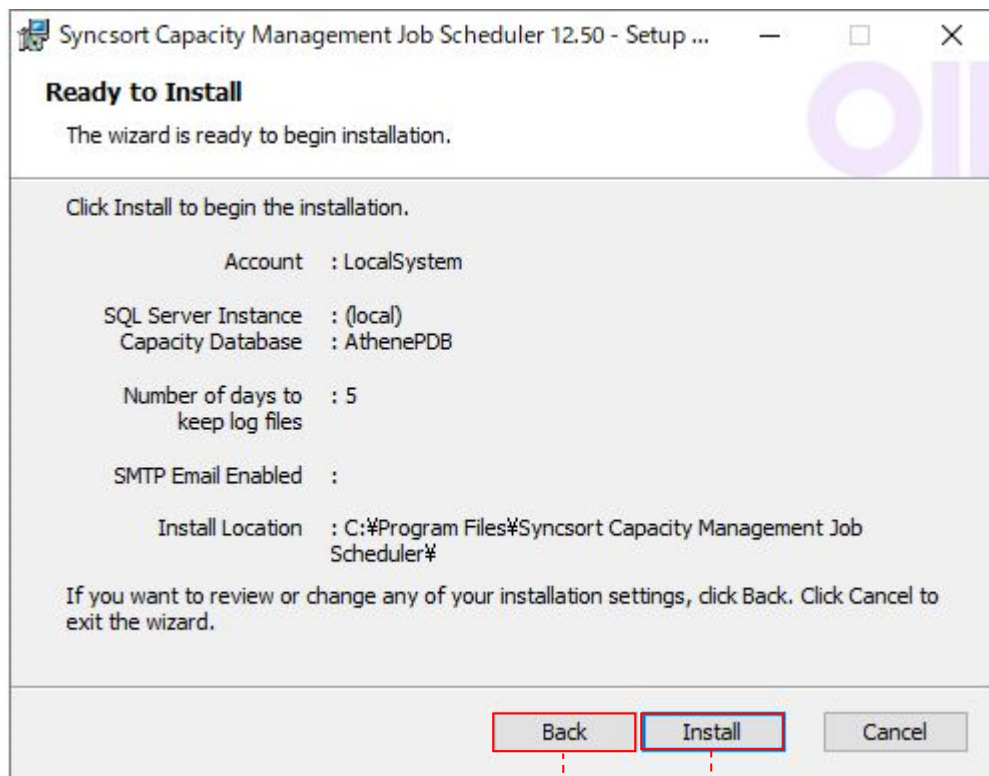 Syncsort Capacity Management Job Scheduler 12.50 - Setup ...
Ready to Install
The wizard is ready to begin installation.
Click Install to begin the installation.
Account : LocalSystem
SQL Server Instance : (local)
Capacity Database : AthenePDB
Number of days to : 5
keep log files
SMTP Email Enabled :
Install Location : C:¥Program Files¥Syncsort Capacity Management Job
Scheduler¥
If you want to review or change any of your installation settings, click Back. Click Cancel to
exit the wizard.
Back Install Cancel